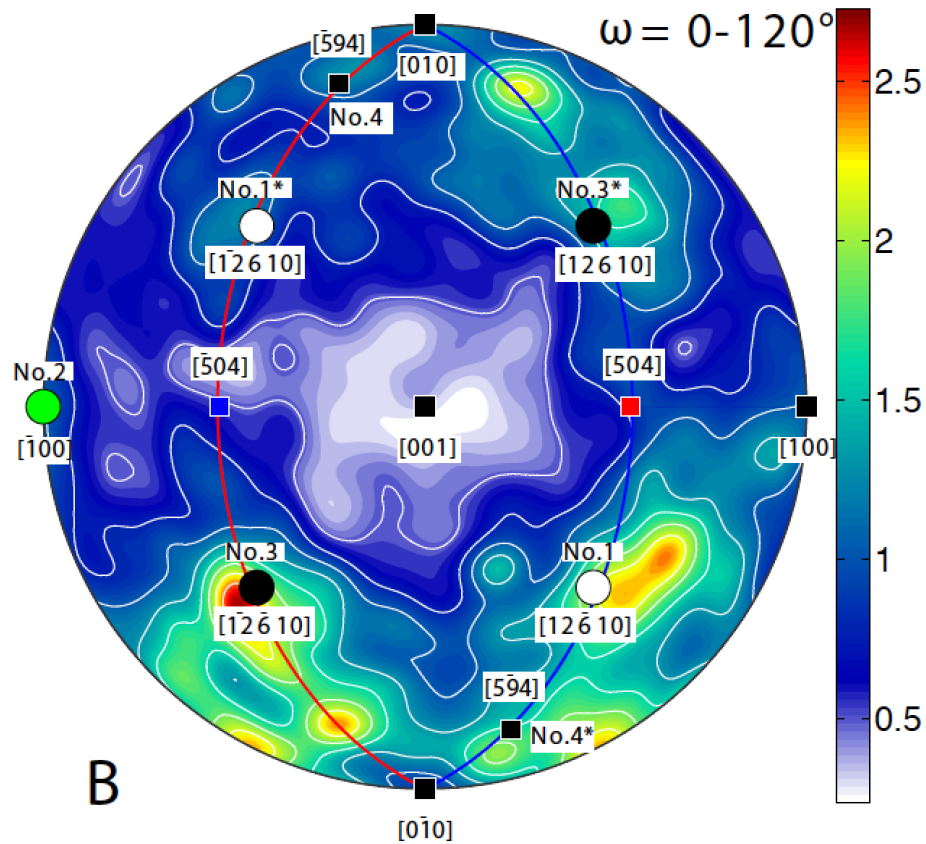 ω = 0-120°
[5̄94]
[010]
No.4
2.5
No.1*
No.3*
[1̄2 6 10]
[12 6 10]
2
[5̄04]
[504]
No.2
1.5
[1̄00]
[001]
[100]
No.3
No.1
1
[1̄2 6̄ 10]
[12 6̄ 10]
[59̄4]
No.4*
0.5
B
[01̄0]